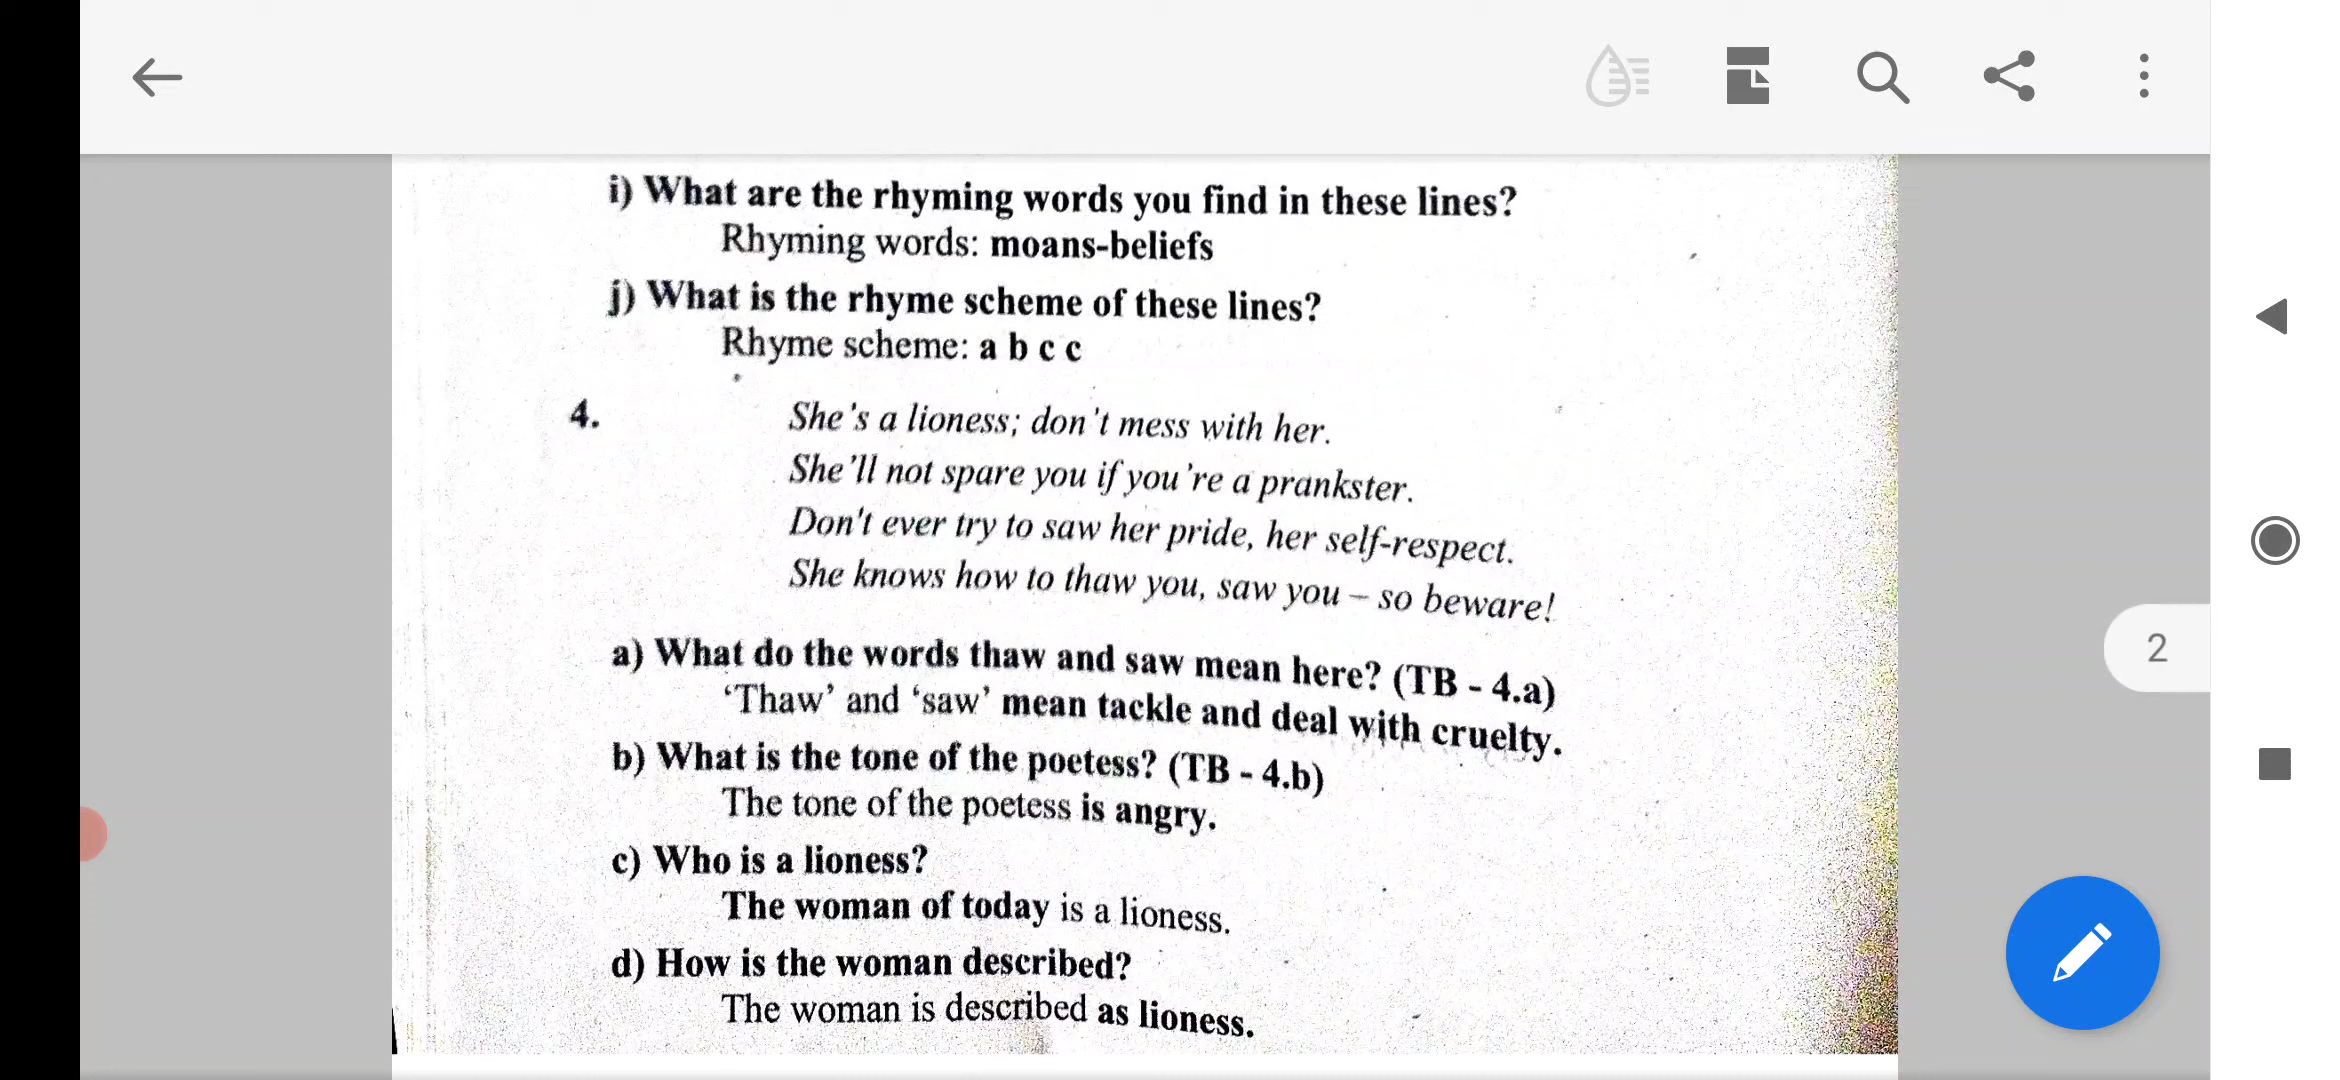 i) What are the rhyming words you find in these lines?
Rhyming words: moans-beliefs
j) What is the rhyme scheme of these lines?
Rhyme scheme: a b c c
4.
She's a lioness; don't mess with her.
She'll not spare you if you're a prankster.
Don't ever try to saw her pride, her self-respect.
She knows how to thaw you, saw you – so beware!
a) What do the words thaw and saw mean here? (TB - 4.a)
‘Thaw’ and ‘saw’ mean tackle and deal with cruelty.
b) What is the tone of the poetess? (TB - 4.b)
The tone of the poetess is angry.
c) Who is a lioness?
The woman of today is a lioness.
d) How is the woman described?
The woman is described as lioness.
2